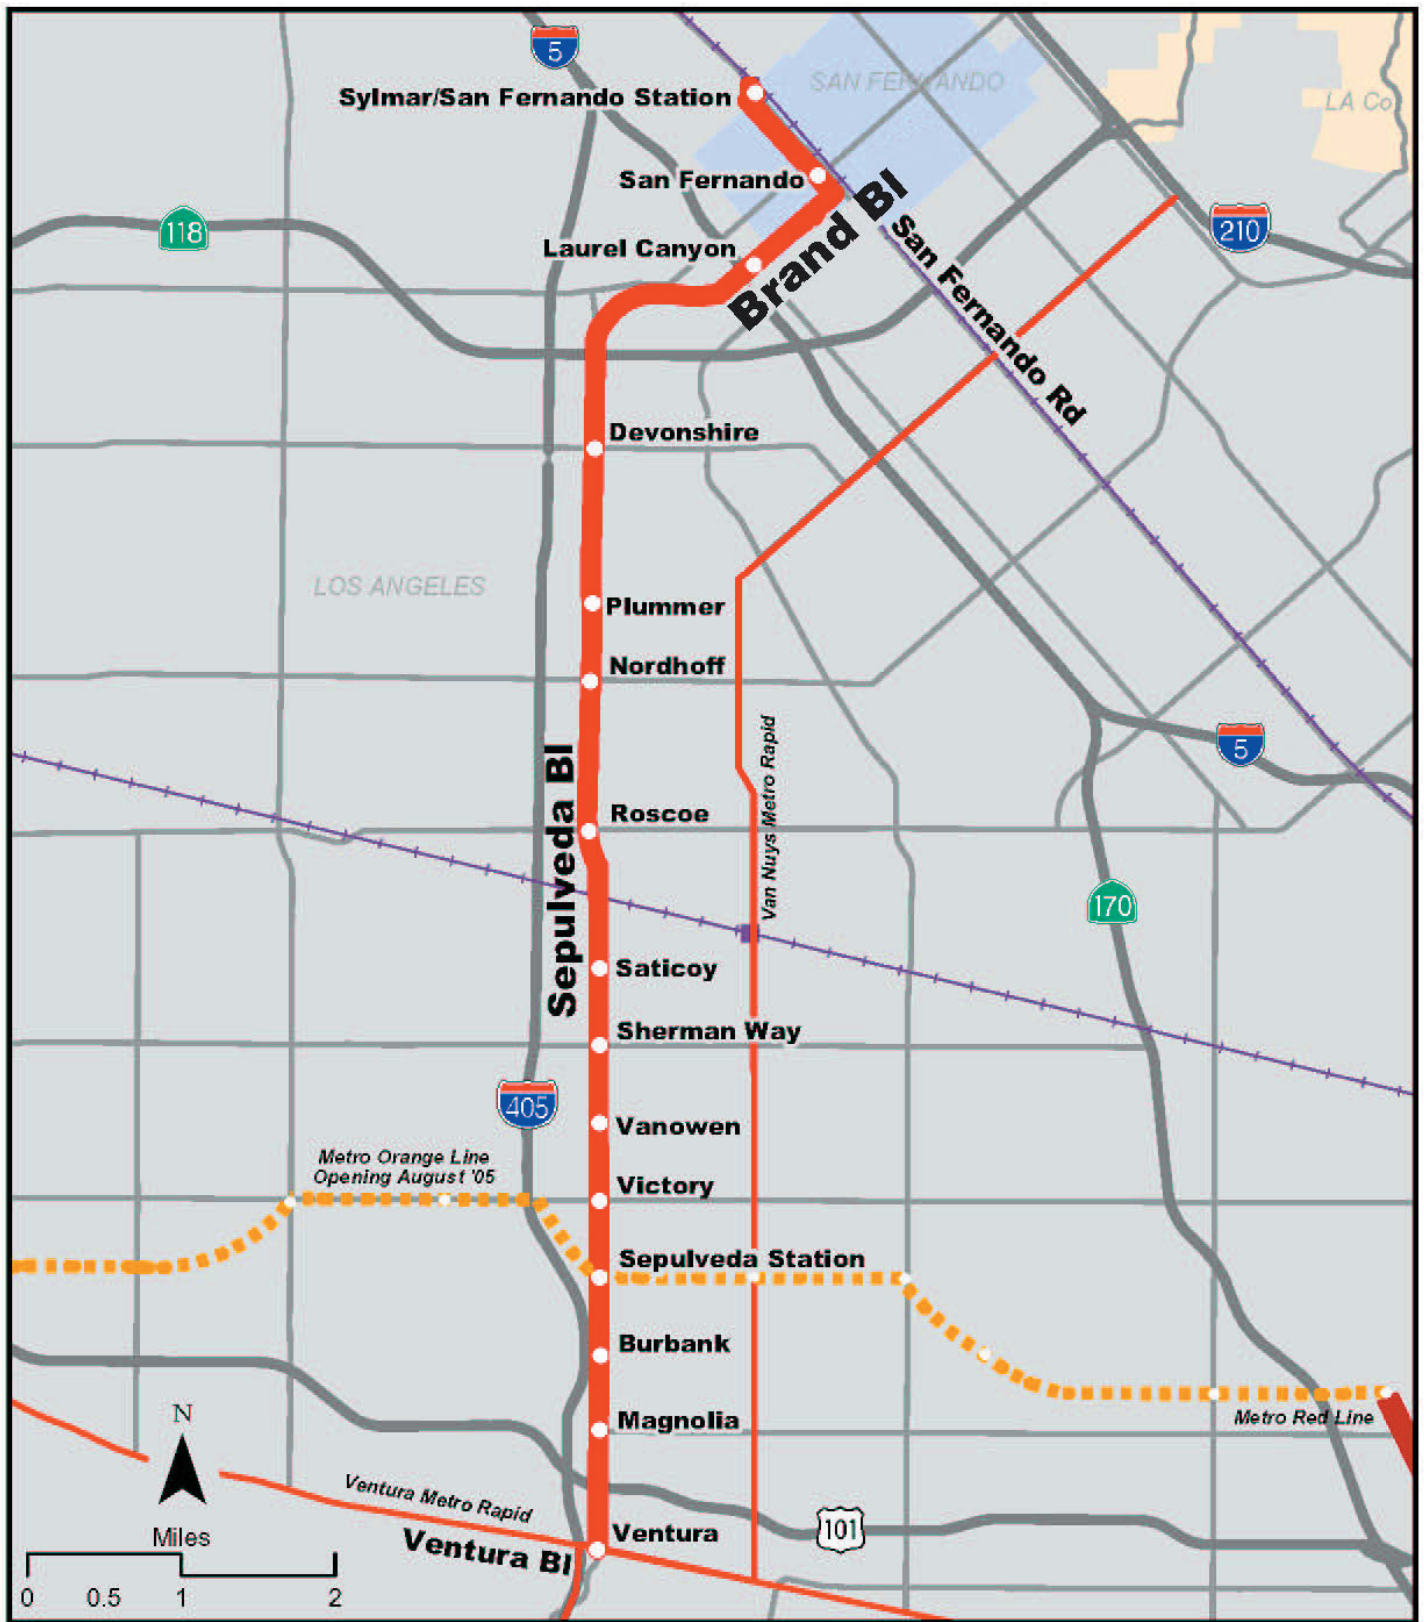 5
SAN FERNANDO
LA Co
Sylmar/San Fernando Station
San Fernando
Brand Bl
San Fernando Rd
118
210
Laurel Canyon
Devonshire
LOS ANGELES
Plummer
Nordhoff
Sepulveda Bl
Van Nuys Metro Rapid
5
Roscoe
170
Saticoy
Sherman Way
405
Vanowen
Metro Orange Line
Opening August '05
Victory
Sepulveda Station
Burbank
Magnolia
Metro Red Line
N
Ventura Metro Rapid
Ventura Bl
Ventura
101
Miles
0 0.5 1 2